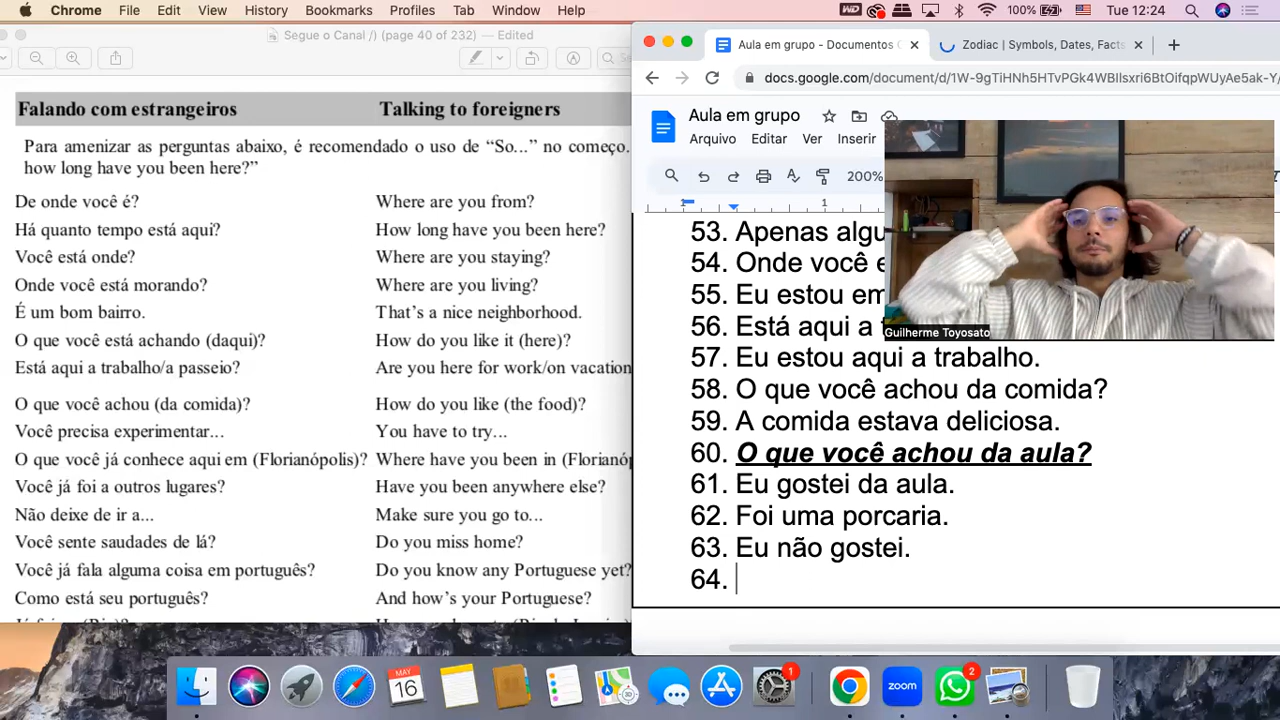 Chrome File Edit View History Bookmarks Profiles Tab Window Help 100% Tue 12:24
Segue o Canal /) (page 40 of 232) — Edited
Falando com estrangeiros Talking to foreigners
Para amenizar as perguntas abaixo, é recomendado o uso de “So...” no começo.
how long have you been here?”
De onde você é? Where are you from?
Há quanto tempo está aqui? How long have you been here?
Você está onde? Where are you staying?
Onde você está morando? Where are you living?
É um bom bairro. That’s a nice neighborhood.
O que você está achando (daqui)? How do you like it (here)?
Está aqui a trabalho/a passeio? Are you here for work/on vacation
O que você achou (da comida)? How do you like (the food)?
Você precisa experimentar... You have to try...
O que você já conhece aqui em (Florianópolis)? Where have you been in (Florianóp
Você já foi a outros lugares? Have you been anywhere else?
Não deixe de ir a... Make sure you go to...
Você sente saudades de lá? Do you miss home?
Você já fala alguma coisa em português? Do you know any Portuguese yet?
Como está seu português? And how’s your Portuguese?
Aula em grupo - Documentos Zodiac | Symbols, Dates, Facts
docs.google.com/document/d/1W-9gTiHNh5HTvPGk4WBIlsxri6BtOifqpWUyAe5ak-Y/
Aula em grupo
Arquivo Editar Ver Inserir
200%
1 1
53. Apenas algu
54. Onde você e
55. Eu estou em
56. Está aqui a t
57. Eu estou aqui a trabalho.
58. O que você achou da comida?
59. A comida estava deliciosa.
60. O que você achou da aula?
61. Eu gostei da aula.
62. Foi uma porcaria.
63. Eu não gostei.
64.
Guilherme Toyosato
MAY
16
zoom
1
2